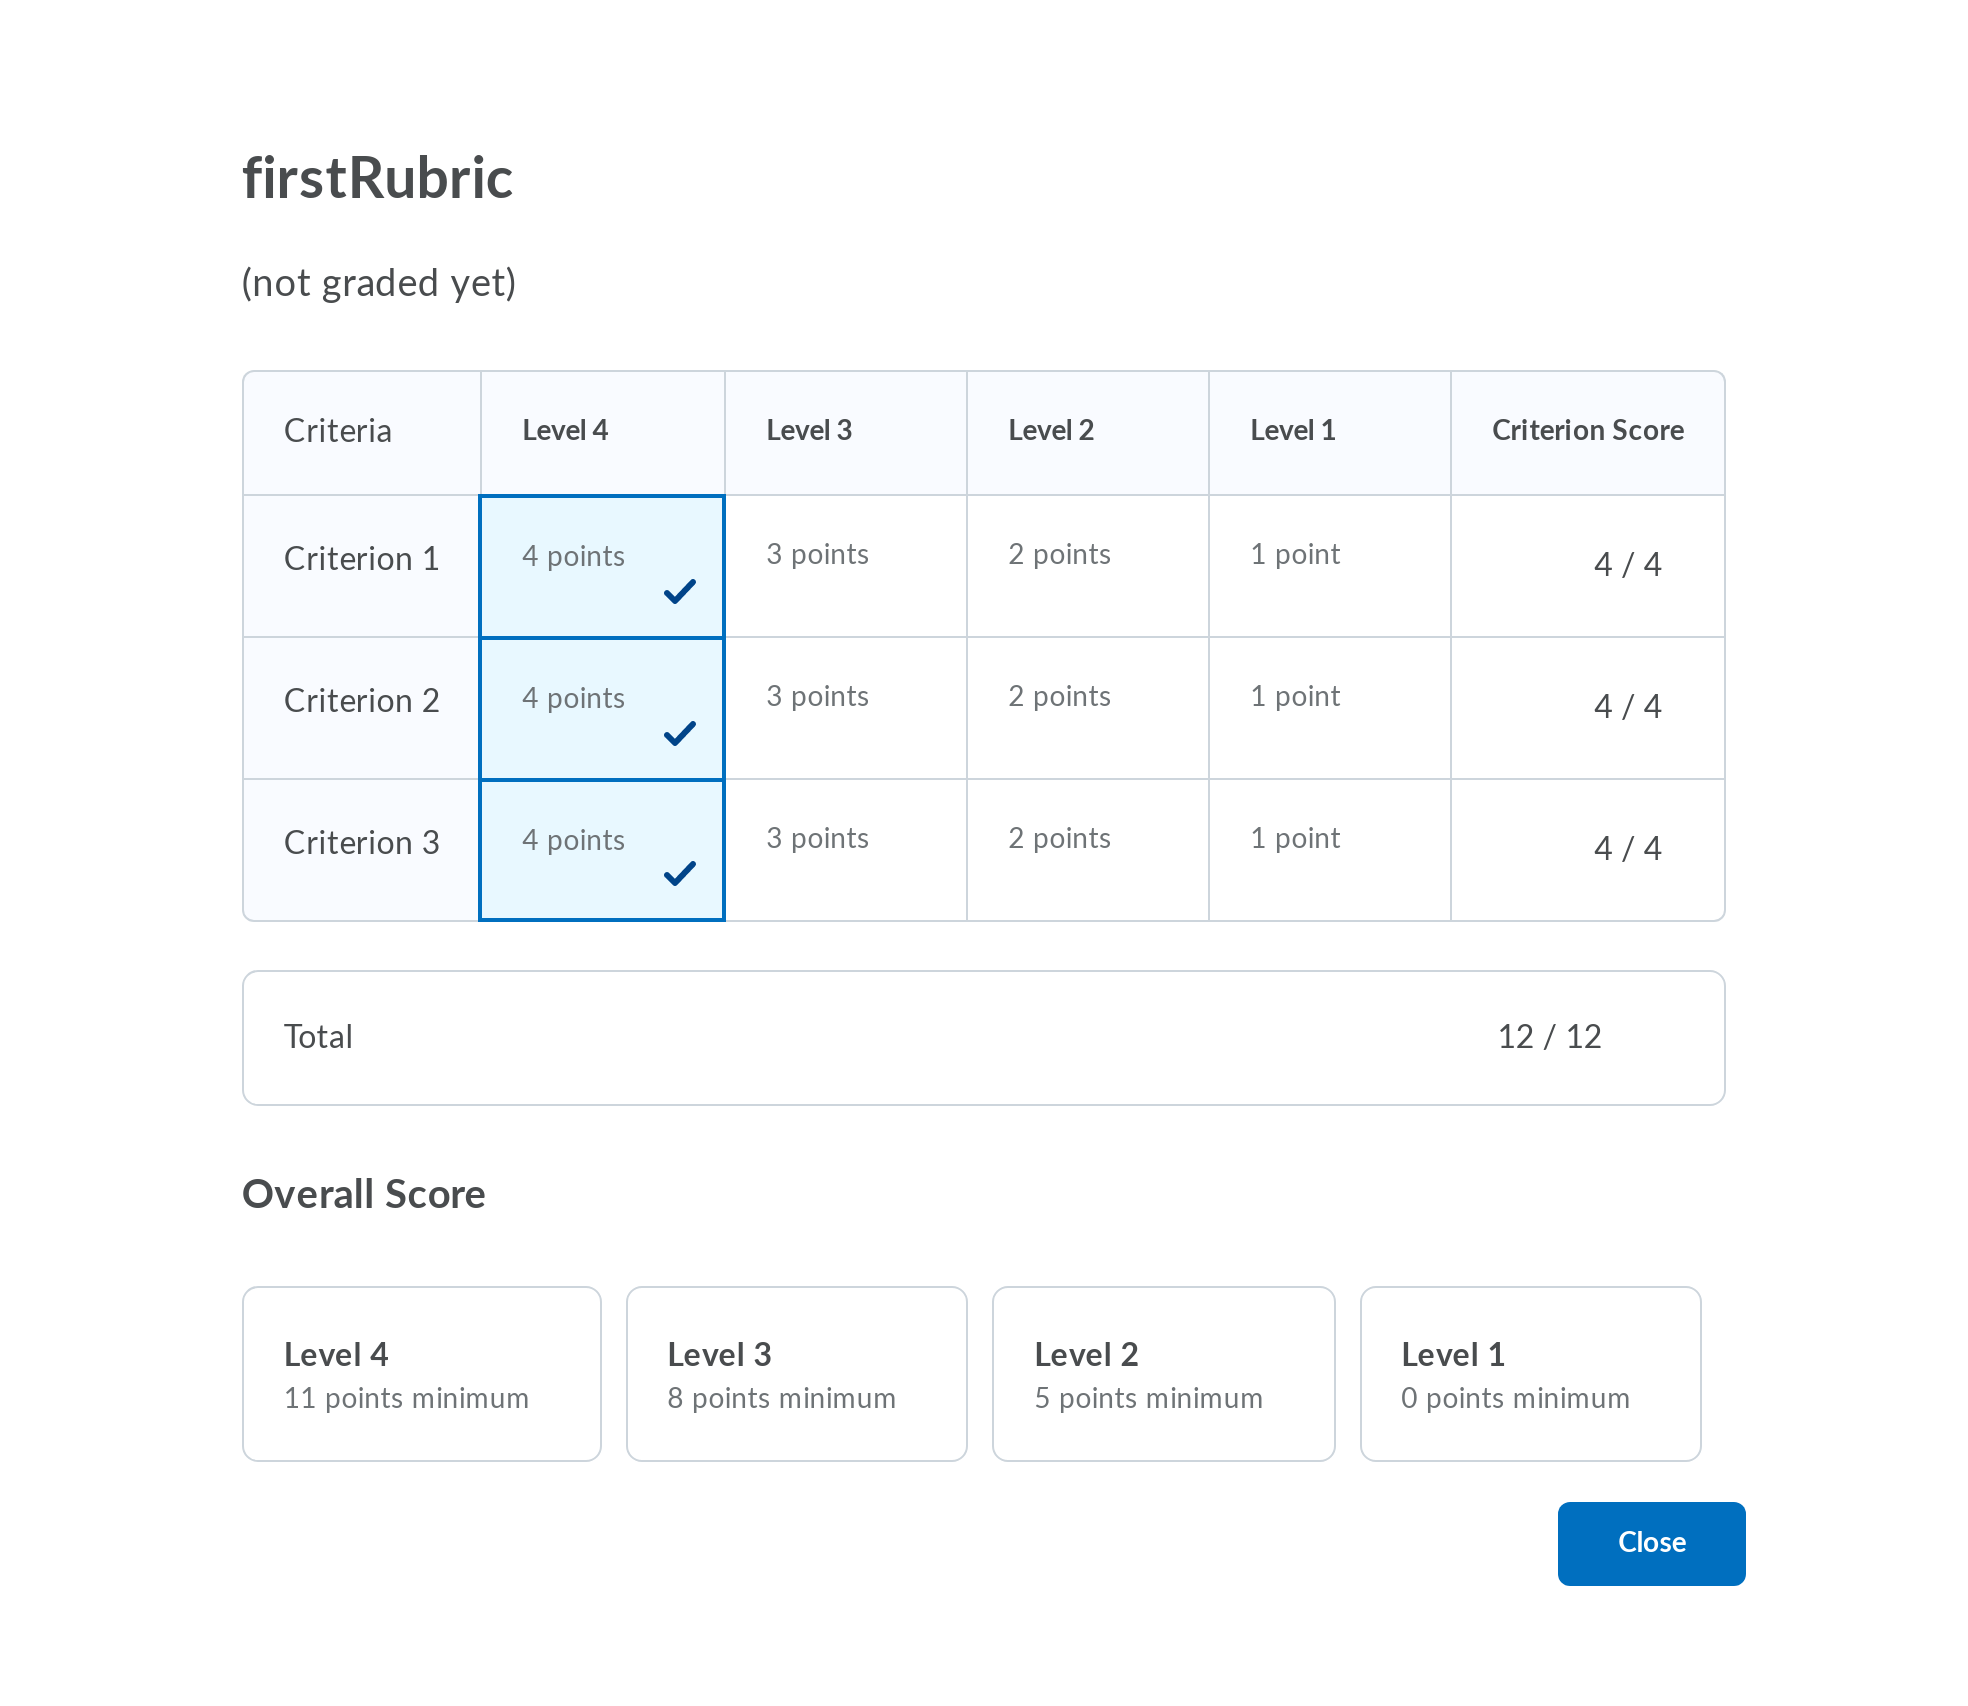 firstRubric
(not graded yet)
Criteria Level 4 Level 3 Level 2 Level 1 Criterion Score
Criterion 1 4 points 3 points 2 points 1 point 4 / 4
Criterion 2 4 points 3 points 2 points 1 point 4 / 4
Criterion 3 4 points 3 points 2 points 1 point 4 / 4
Total 12 / 12
Overall Score
Level 4 Level 3 Level 2 Level 1
11 points minimum 8 points minimum 5 points minimum 0 points minimum
Close